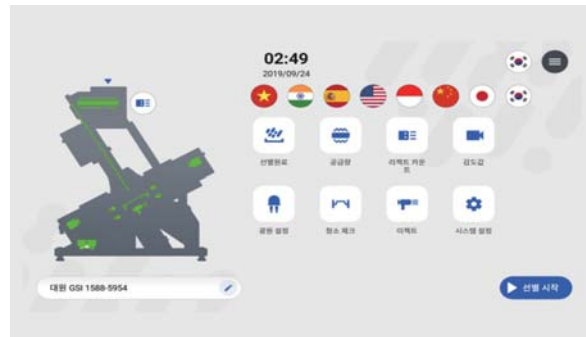 02:49
2019/09/24
선별원료
공급량
리젝트 카운
트
감도값
광원 설정
청소 체크
이젝트
시스템 설정
대원 GSI 1588-5954
선별 시작